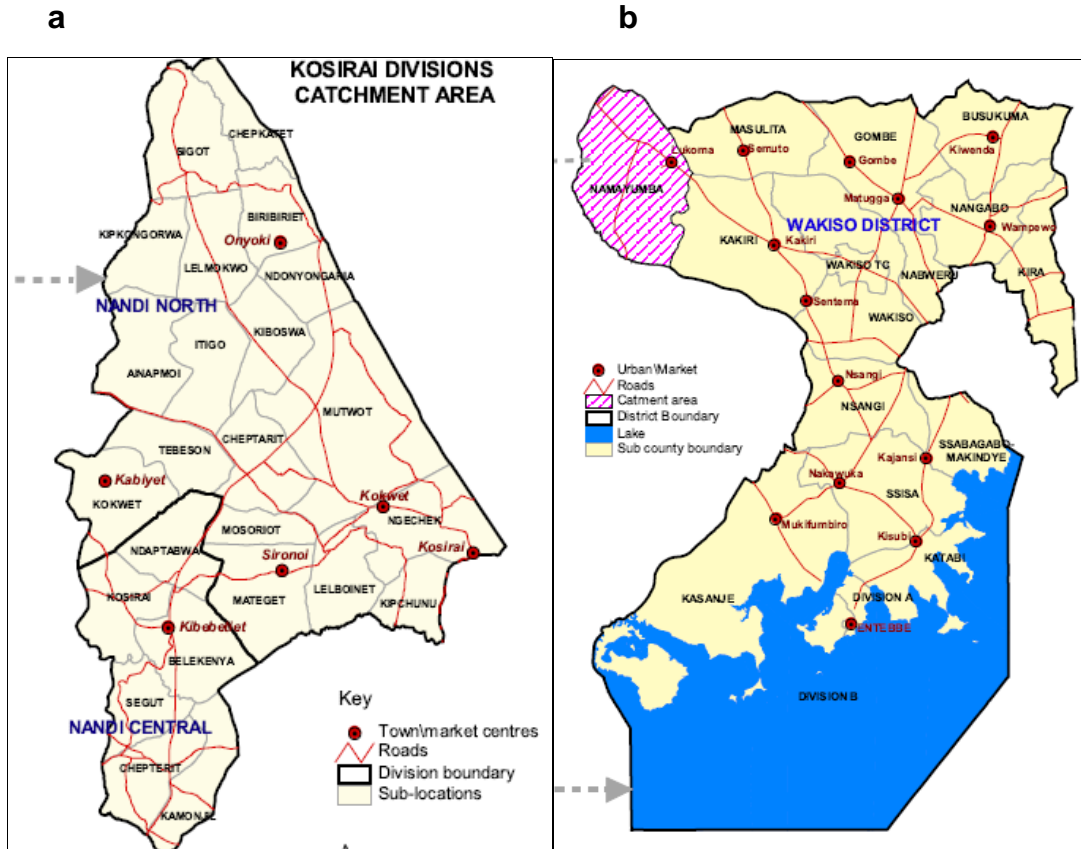 a
b
KOSIRAI DIVISIONS
CATCHMENT AREA
CHEPKATET
SIGOT
BIRIBIRIET
KIPKONGORWA
Onyoki
LELMOKWO
NDONYONGARIA
NANDI NORTH
KIBOSWA
ITIGO
AINAPMOI
MUTWOT
CHEPTARIT
TEBESON
Kabiyet
KOKWET
Kokwet
NGECHEK
MOSORIOT
Kosirai
NDAPTABWA
Sironoi
LELBOINET
KOSIRAI
MATEGET
KIPCHUNU
Kibebetiet
BELEKENYA
SEGUT
NANDI CENTRAL
CHEPTERIT
Key
Town\market centres
Roads
Division boundary
Sub-locations
BUSUKUMA
MASULITA
GOMBE
Kiwenda
Semuto
Gombe
NAMAYUMBA
Matugga
NANGABO
WAKISO DISTRICT
Wampewo
KAKIRI
Kakiri
WAKISO TC
NABWERU
KIRA
Sentema
WAKISO
Urban\Market
Roads
Catment area
District Boundary
Lake
Sub county boundary
Nsangi
NSANGI
SSABAGABO-
MAKINDYE
Kajansi
Nakawuka
SSISA
Mukifumbiro
Kisubi
KATABI
KASANJE
DIVISION A
ENTEBBE
DIVISION B